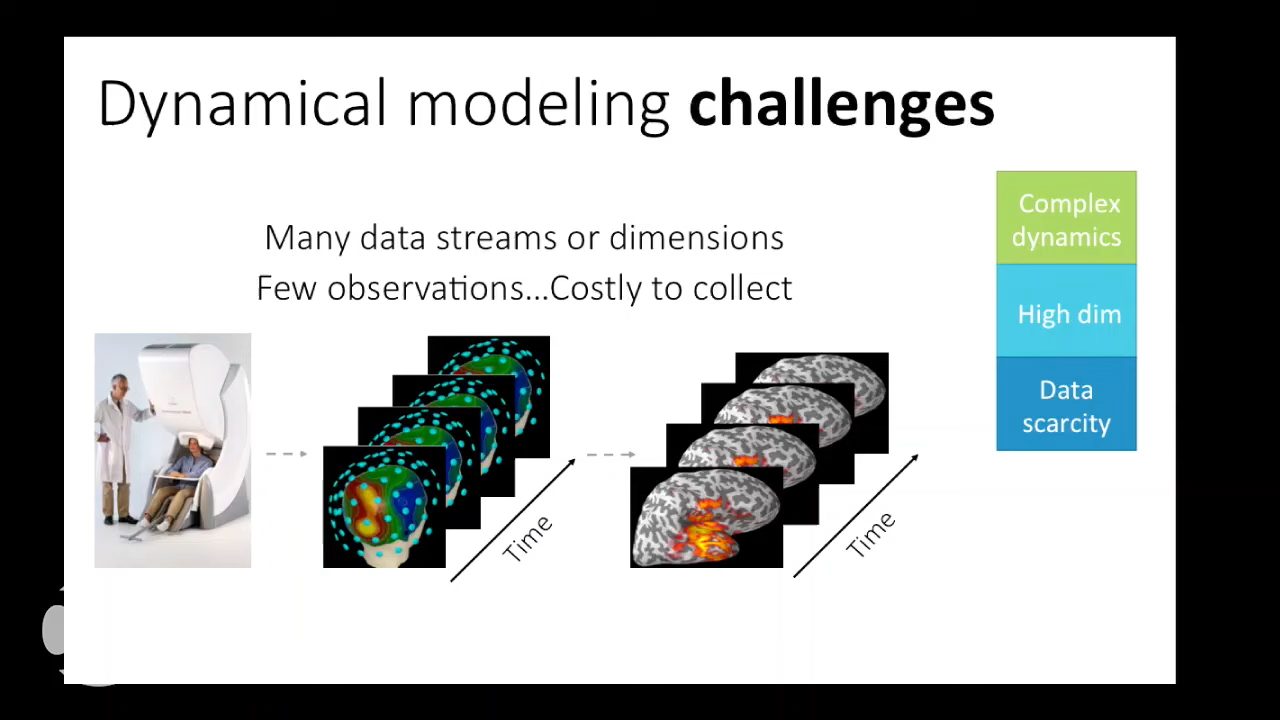 Dynamical modeling challenges
Many data streams or dimensions
Few observations...Costly to collect
Complex
dynamics
High dim
Data
scarcity
Time
Time